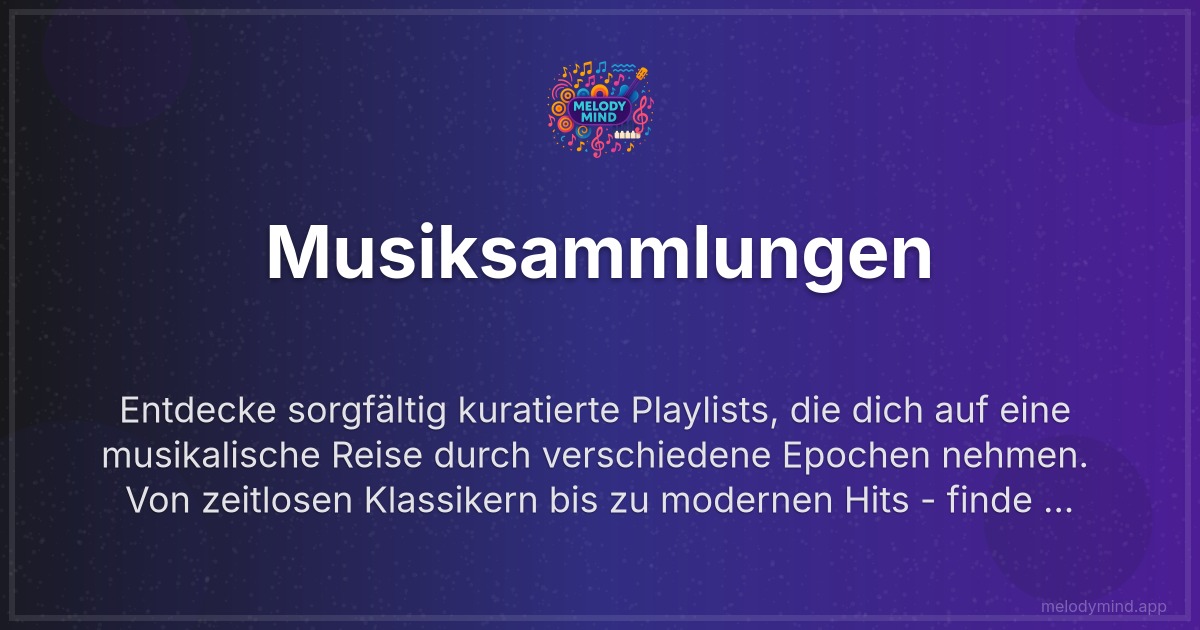 MELODY
MIND
Musiksammlungen
Entdecke sorgfältig kuratierte Playlists, die dich auf eine
musikalische Reise durch verschiedene Epochen nehmen.
Von zeitlosen Klassikern bis zu modernen Hits - finde ...
melodymind.app